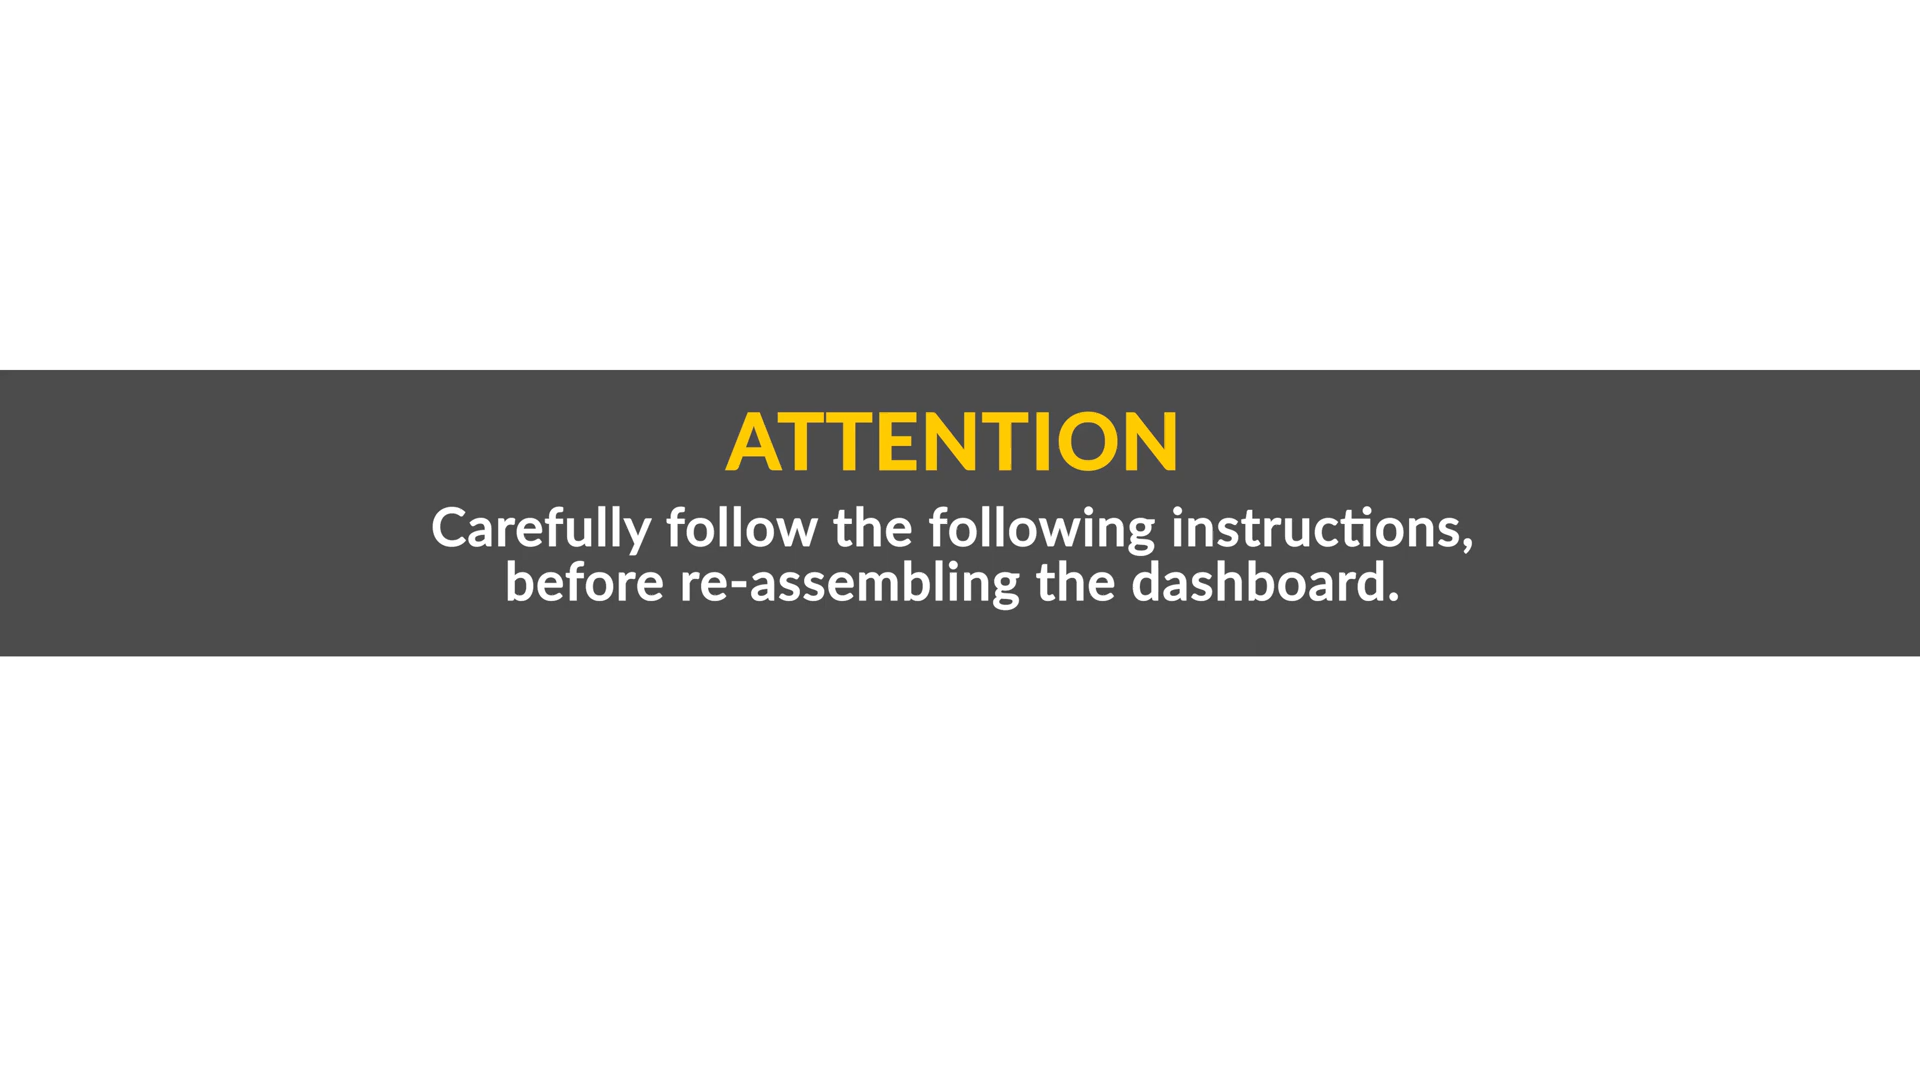 ATTENTION
Carefully follow the following instructions,
before re-assembling the dashboard.